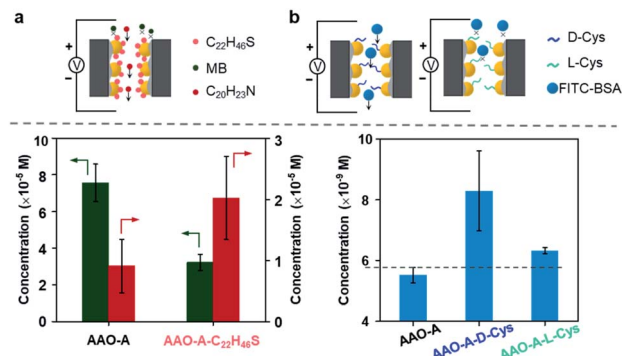 a
+
V
−
C₂₂H₄₆S
MB
C₂₀H₂₃N
b
+
V
−
+
V
−
D-Cys
L-Cys
FITC-BSA
Concentration (×10⁻⁵ M)
10
8
6
4
2
0
3
2
1
0
Concentration (×10⁻⁵ M)
AAO-A
AAO-A-C₂₂H₄₆S
Concentration (×10⁻⁹ M)
10
8
6
4
AAO-A
AAO-A-D-Cys
AAO-A-L-Cys